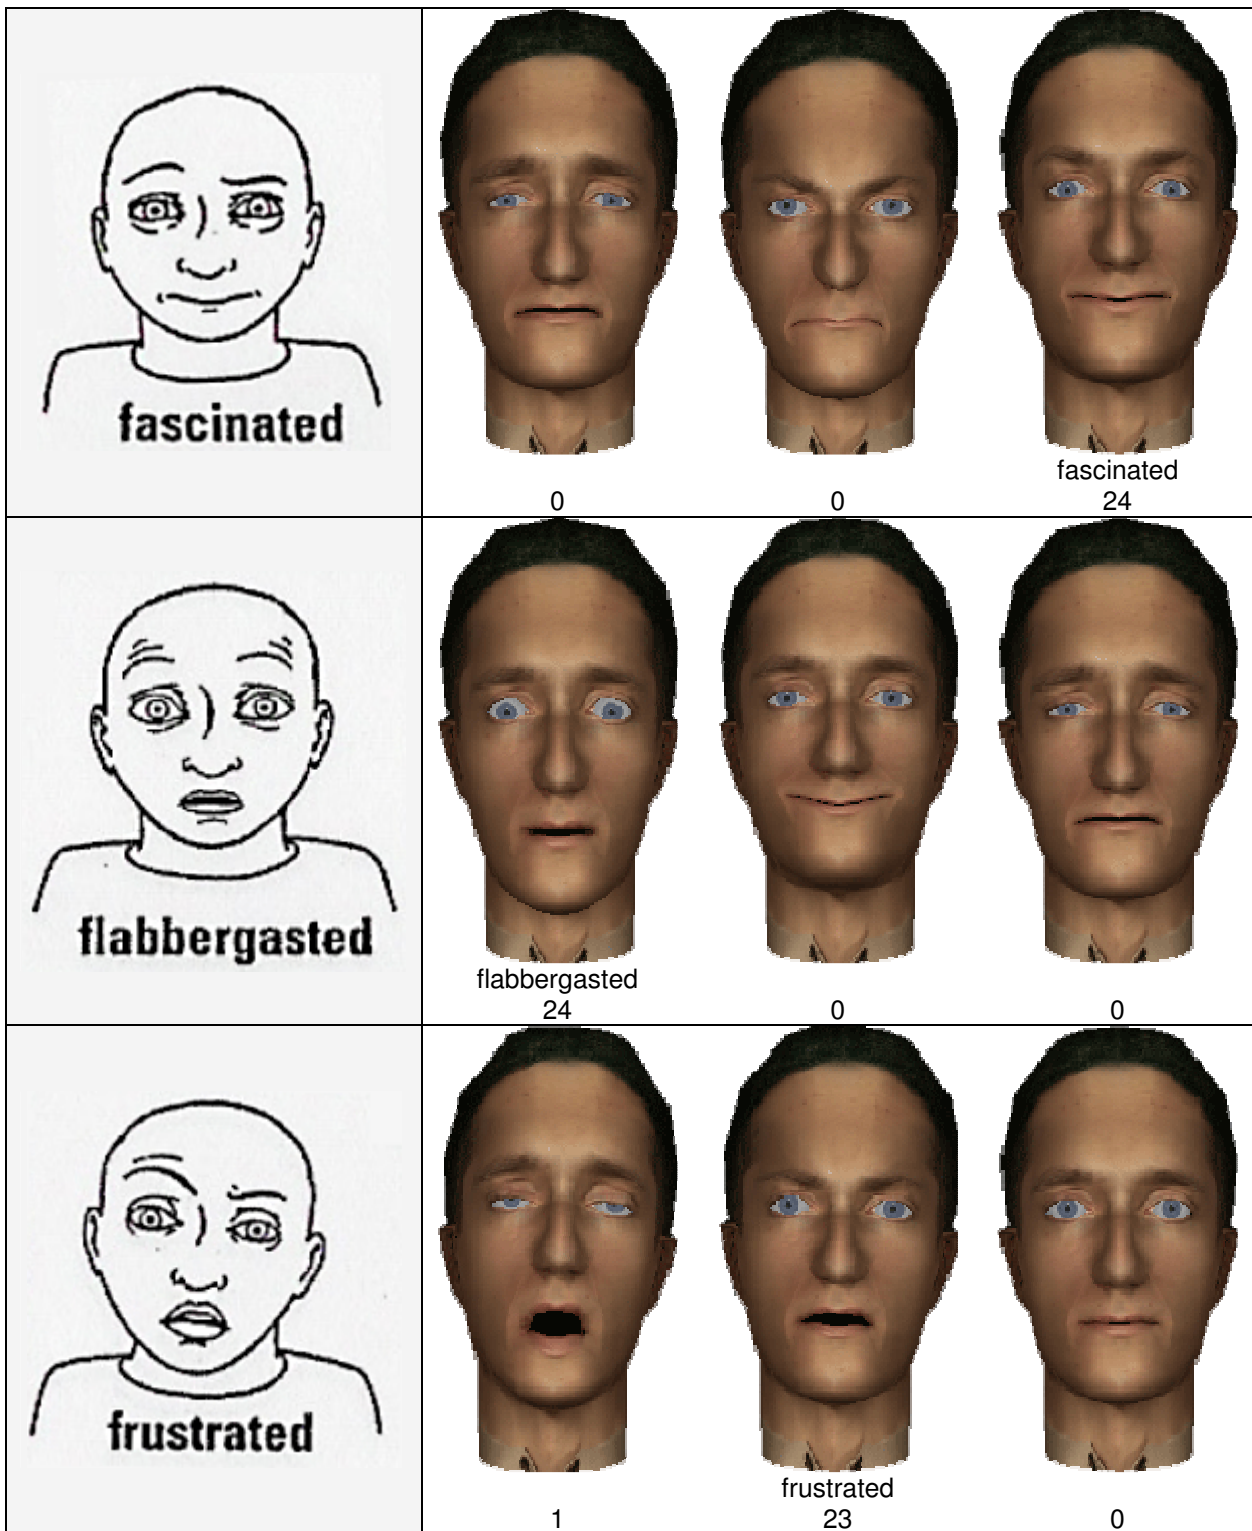 fascinated
fascinated
0 0 24
flabbergasted
flabbergasted
24 0 0
frustrated
frustrated
1 23 0